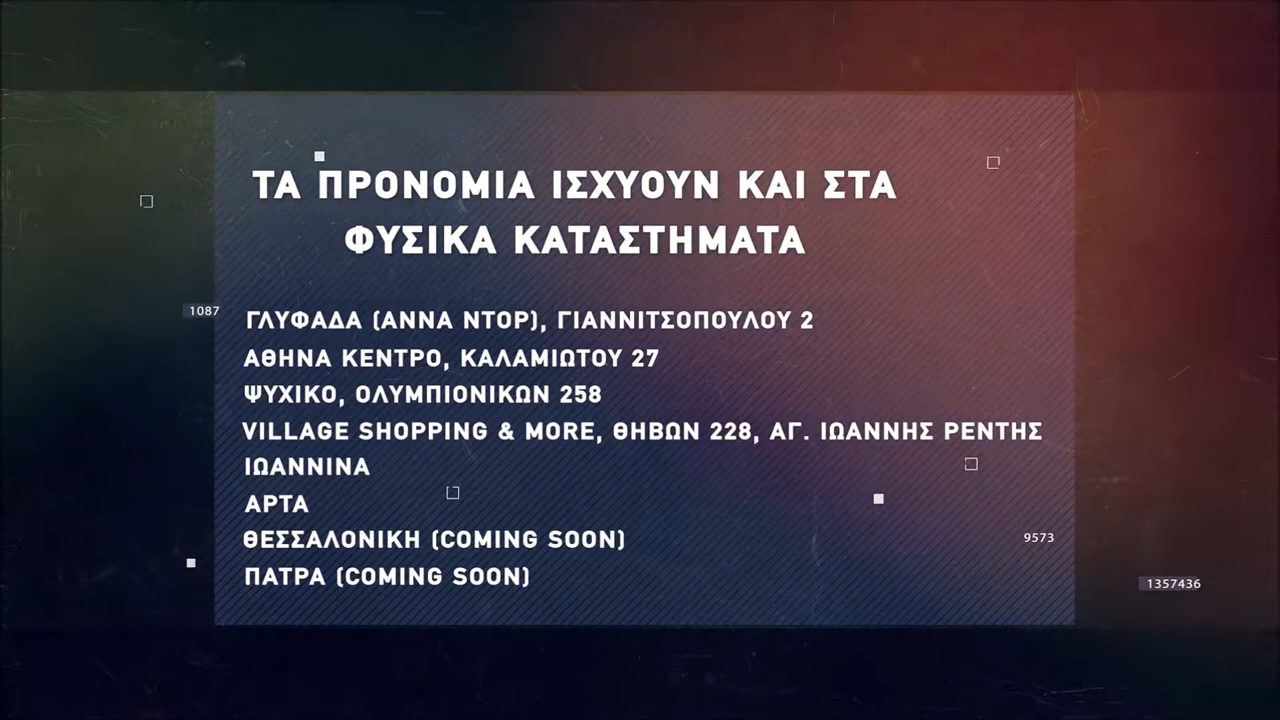 ΤΑ ΠΡΟΝΟΜΙΑ ΙΣΧΥΟΥΝ ΚΑΙ ΣΤΑ
ΦΥΣΙΚΑ ΚΑΤΑΣΤΗΜΑΤΑ
1087
ΓΛΥΦΑΔΑ (ΑΝΝΑ ΝΤΟΡ), ΓΙΑΝΝΙΤΣΟΠΟΥΛΟΥ 2
ΑΘΗΝΑ ΚΕΝΤΡΟ, ΚΑΛΑΜΙΩΤΟΥ 27
ΨΥΧΙΚΟ, ΟΛΥΜΠΙΟΝΙΚΩΝ 258
VILLAGE SHOPPING & MORE, ΘΗΒΩΝ 228, ΑΓ. ΙΩΑΝΝΗΣ ΡΕΝΤΗΣ
ΙΩΑΝΝΙΝΑ
ΑΡΤΑ
ΘΕΣΣΑΛΟΝΙΚΗ (COMING SOON)
9573
ΠΑΤΡΑ (COMING SOON)
1357436